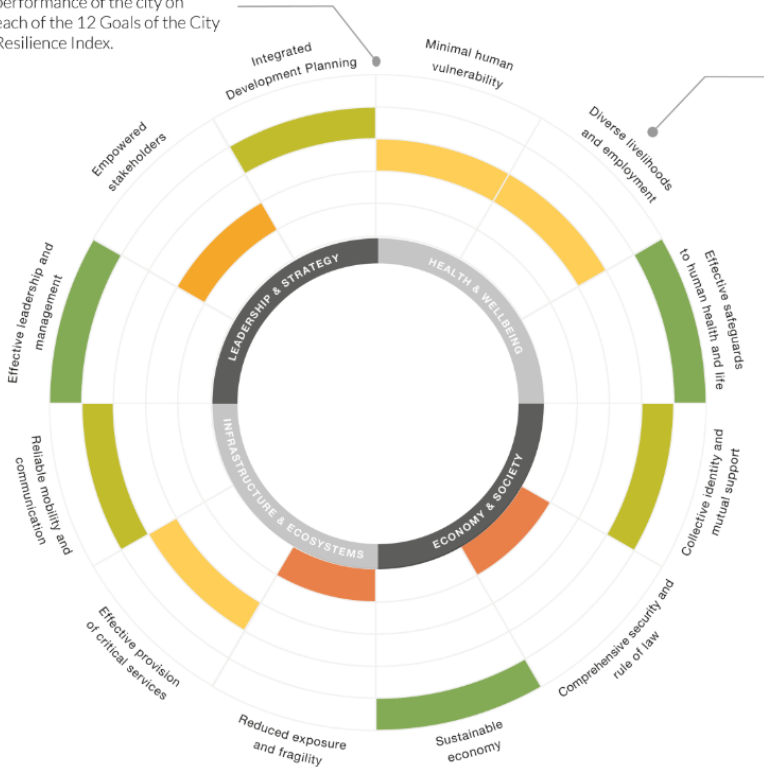 performance of the city on
each of the 12 Goals of the City
Resilience Index.
Integrated
Development Planning
Minimal human
vulnerability
Diverse livelihoods
and employment
Effective safeguards
to human health and life
Collective identity and
mutual support
Comprehensive security and
rule of law
Sustainable
economy
Reduced exposure
and fragility
Effective provision
of critical services
Reliable mobility and
communication
Effective leadership and
management
Empowered
stakeholders
LEADERSHIP & STRATEGY
HEALTH & WELLBEING
ECONOMY & SOCIETY
INFRASTRUCTURE & ECOSYSTEMS